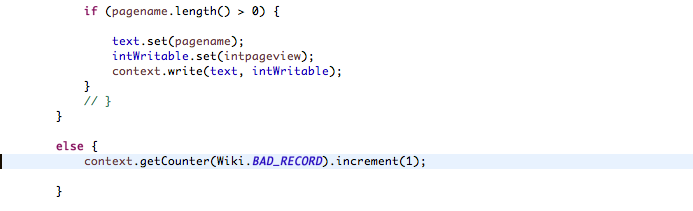 if (pagename.length() > 0) {
text.set(pagename);
intWritable.set(intpageview);
context.write(text, intWritable);
}
// }
}
else {
context.getCounter(Wiki.BAD_RECORD).increment(1);
}